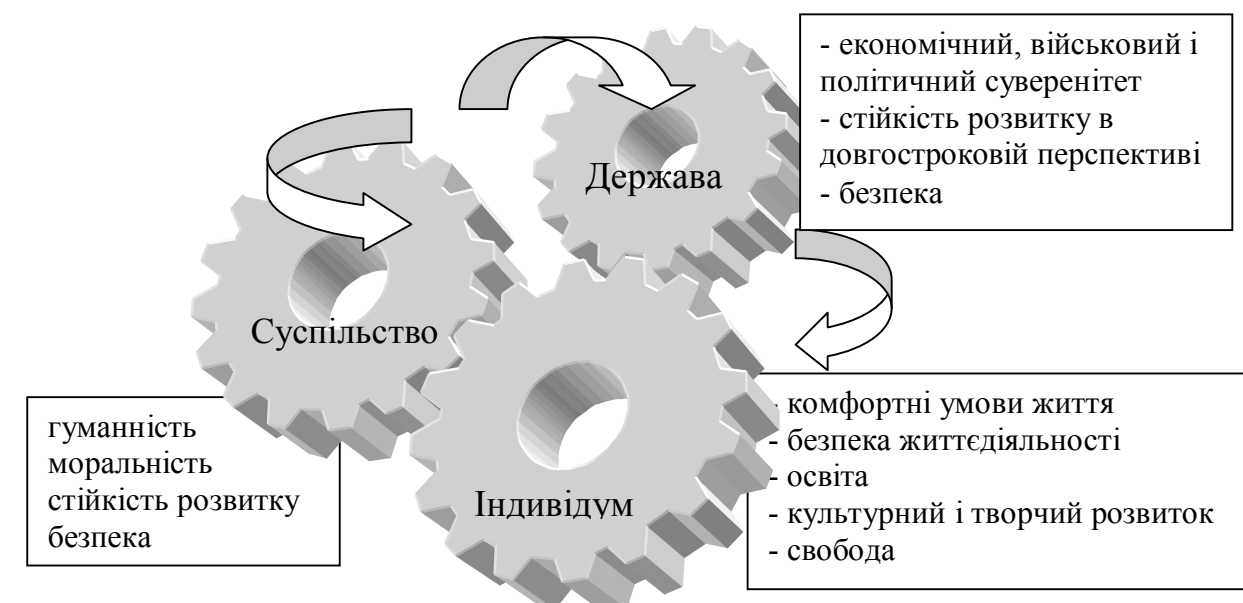 - економічний, військовий і
політичний суверенітет
- стійкість розвитку в
довгостроковій перспективі
- безпека
Держава
Суспільство
гуманність
моральність
стійкість розвитку
безпека
Індивідум
- комфортні умови життя
- безпека життєдіяльності
- освіта
- культурний і творчий розвиток
- свобода